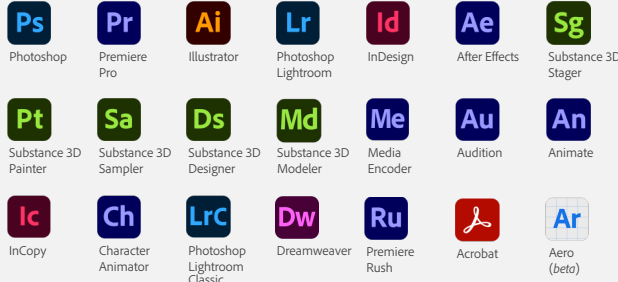 Ps Pr Ai Lr Id Ae Sg
Photoshop Premiere Illustrator Photoshop InDesign After Effects Substance 3D
Pro Lightroom Stager
Pt Sa Ds Md Me Au An
Substance 3D Substance 3D Substance 3D Substance 3D Media Audition Animate
Painter Sampler Designer Modeler Encoder
Ic Ch LrC Dw Ru Ar
InCopy Character Photoshop Dreamweaver Premiere Acrobat Aero
Animator Lightroom Rush (beta)
Classic